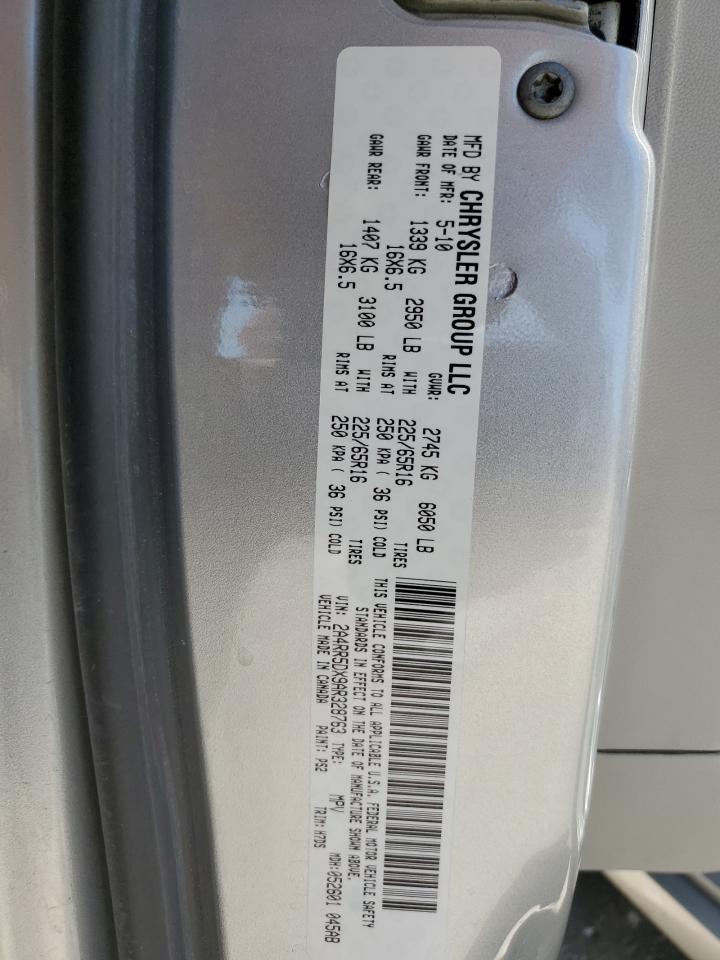 MFD BY CHRYSLER GROUP LLC
DATE OF MFR: 5-10 GVWR: 2745 KG 6050 LB
GAWR FRONT: 1339 KG 2950 LB WITH 225/65R16 TIRES
16X6.5 RIMS AT 250 KPA ( 36 PSI) COLD
GAWR REAR: 1407 KG 3100 LB WITH 225/65R16 TIRES
16X6.5 RIMS AT 250 KPA ( 36 PSI) COLD
THIS VEHICLE CONFORMS TO ALL APPLICABLE U.S.A. FEDERAL MOTOR VEHICLE SAFETY
STANDARDS IN EFFECT ON THE DATE OF MANUFACTURE SHOWN ABOVE.
VIN: 2A4RR5DX9AR328763 TYPE: MPV MDH:052601 045AB
VEHICLE MADE IN CANADA PAINT: PS2 TRIM: H7DS